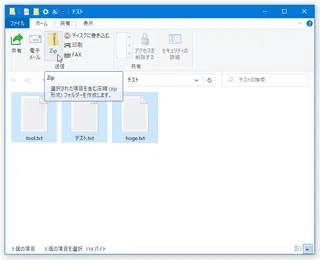 テスト
ファイル ホーム 共有 表示
共有
電子
メール
Zip
ディスクに書き込む
印刷
FAX
アクセスを
削除する
セキュリティの
詳細
送信 共有
Zip
選択された項目を含む圧縮 (zip
形式) フォルダーを作成します。
テスト
テストの検索
tool.txt テスト.txt hoge.txt
3 個の項目 3 個の項目を選択 114 バイト